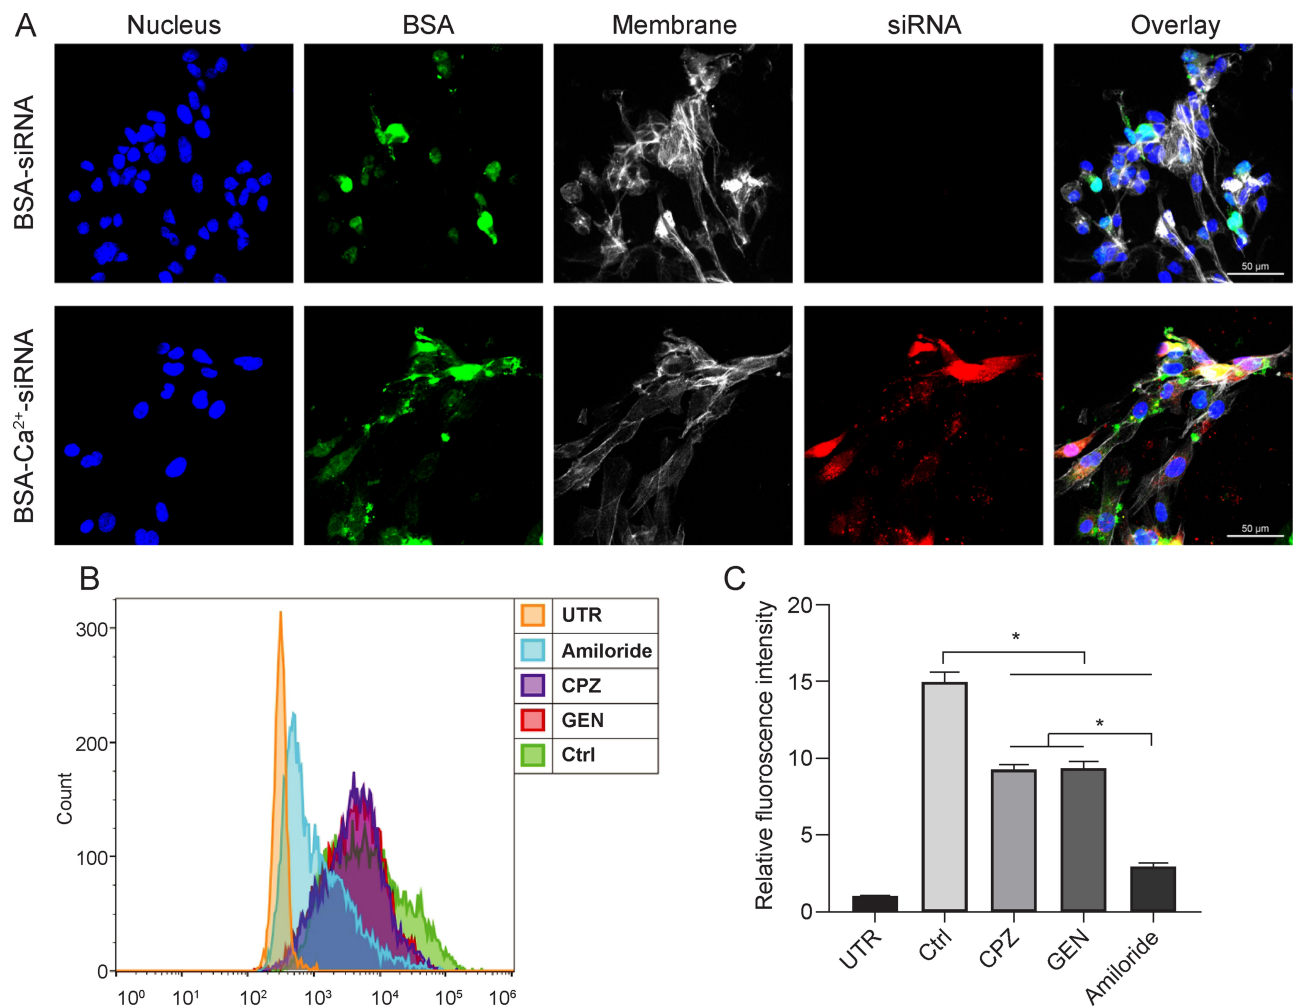 A
Nucleus BSA Membrane siRNA Overlay
BSA-siRNA
50 μm
BSA-Ca²⁺-siRNA
50 μm
B
Count
300
200
100
0
10⁰ 10¹ 10² 10³ 10⁴ 10⁵ 10⁶
UTR
Amiloride
CPZ
GEN
Ctrl
C
Relative fluoroscence intensity
20
15
10
5
0
*
*
UTR Ctrl CPZ GEN Amiloride